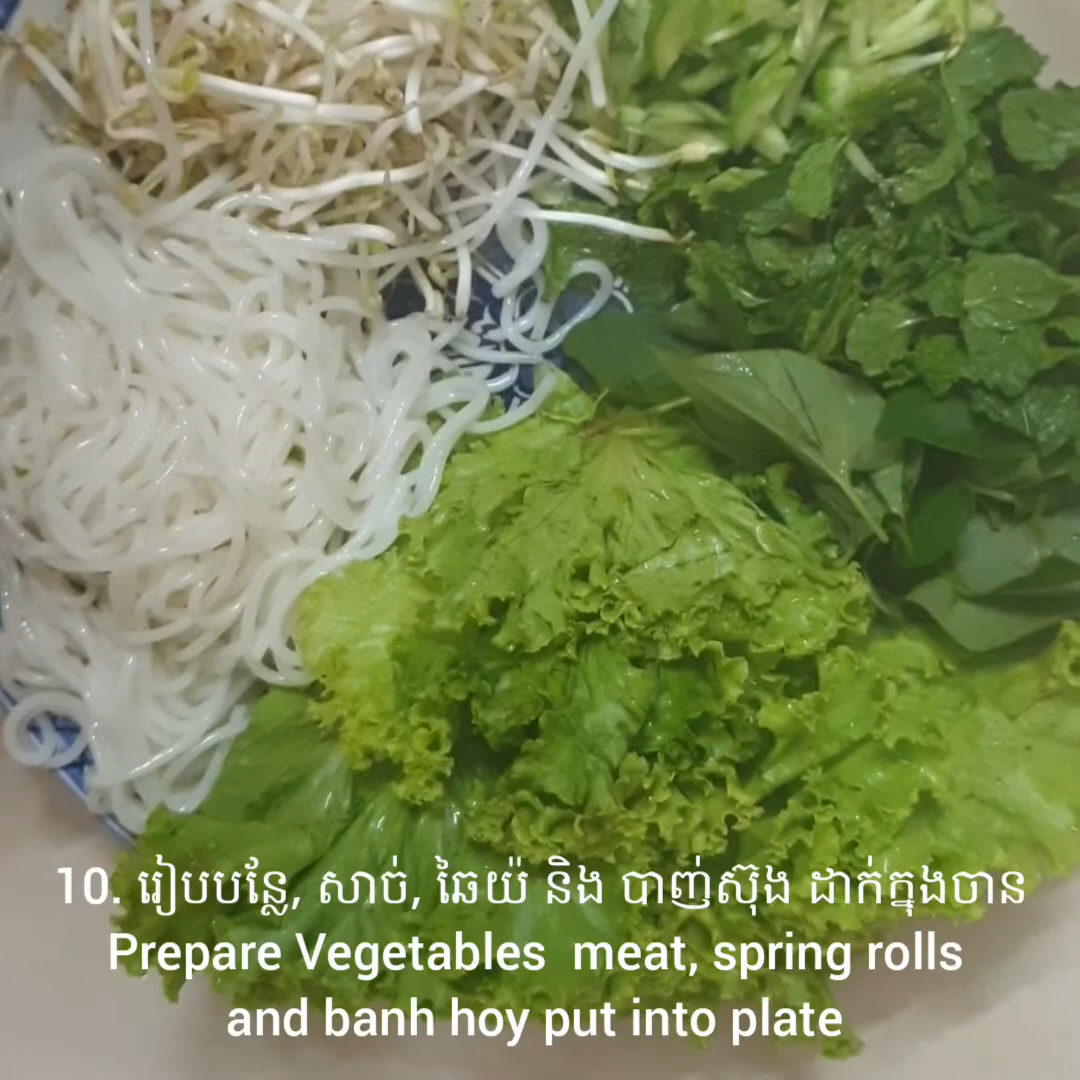 10. រៀបបន្លែ, សាច់, ឆៃយ៉ និង បាញ់ស៊ុង ដាក់ក្នុងចាន
Prepare Vegetables  meat, spring rolls
and banh hoy put into plate